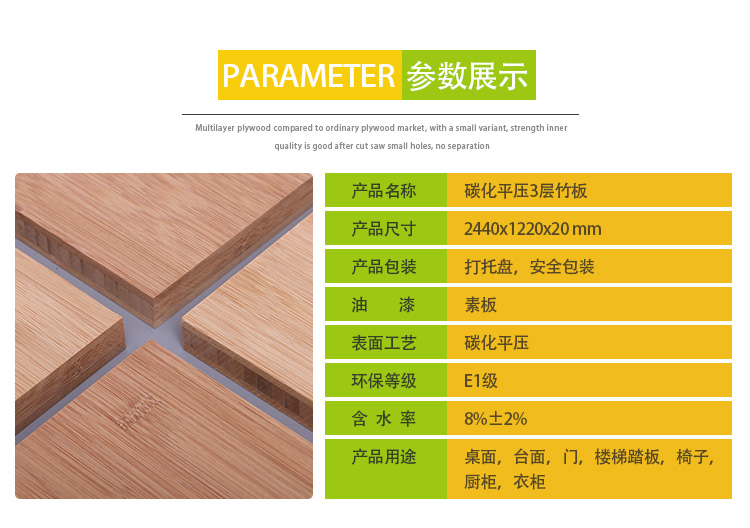 PARAMETER 参数展示
Multilayer plywood compared to ordinary plywood market, with a small variant, strength inner
quality is good after cut saw small holes, no separation
产品名称 碳化平压3层竹板
产品尺寸 2440x1220x20 mm
产品包装 打托盘，安全包装
油 漆 素板
表面工艺 碳化平压
环保等级 E1级
含 水 率 8%±2%
产品用途 桌面，台面，门，楼梯踏板，椅子，
厨柜，衣柜